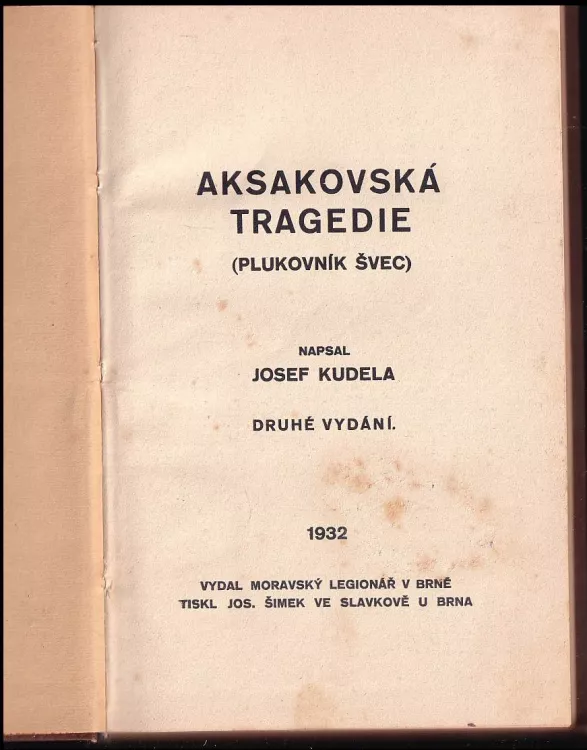 AKSAKOVSKÁ
TRAGEDIE
(PLUKOVNÍK ŠVEC)
NAPSAL
JOSEF KUDELA
DRUHÉ VYDÁNÍ.
1932
VYDAL MORAVSKÝ LEGIONÁŘ V BRNĚ
TISKL JOS. ŠIMEK VE SLAVKOVĚ U BRNA